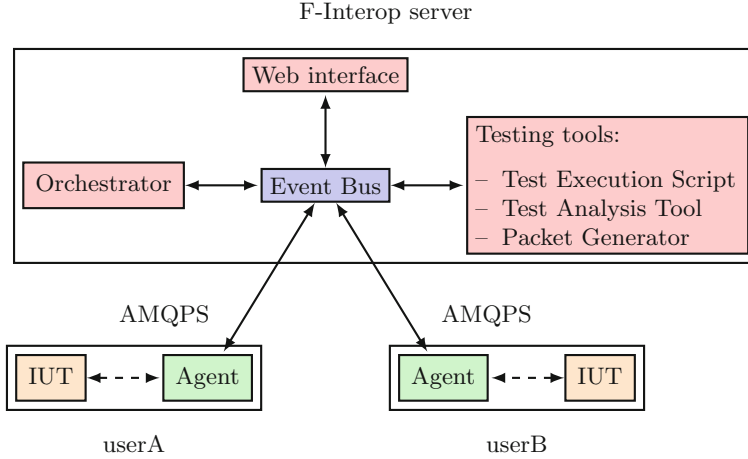 F-Interop server
Web interface
Testing tools:
– Test Execution Script
– Test Analysis Tool
– Packet Generator
Orchestrator
Event Bus
AMQPS
AMQPS
IUT
Agent
Agent
IUT
userA
userB